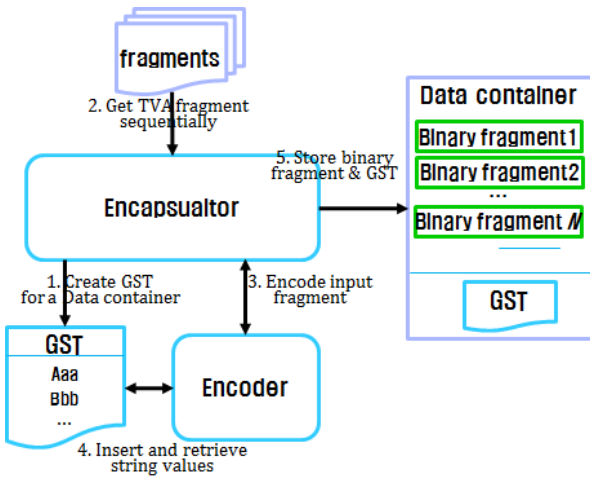 fragments
2. Get TVA fragment
sequentially
Data container
Binary fragment1
Binary fragment2
...
Binary fragment N
5. Store binary
fragment & GST
Encapsualtor
1. Create GST
for a Data container
3. Encode input
fragment
GST
GST
Aaa
Bbb
...
Encoder
4. Insert and retrieve
string values